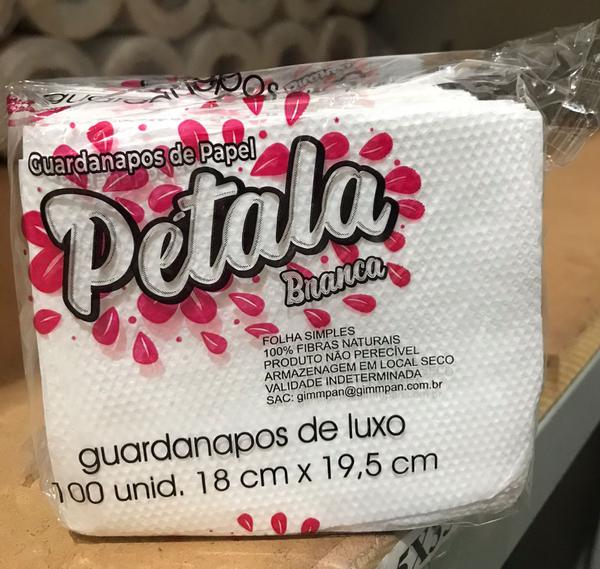 Guardanapos de Papel
Pétala
Branca
FOLHA SIMPLES
100% FIBRAS NATURAIS
PRODUTO NÃO PERECÍVEL
ARMAZENAGEM EM LOCAL SECO
VALIDADE INDETERMINADA
SAC: gimmpan@gimmpan.com.br
guardanapos de luxo
100 unid. 18 cm x 19,5 cm